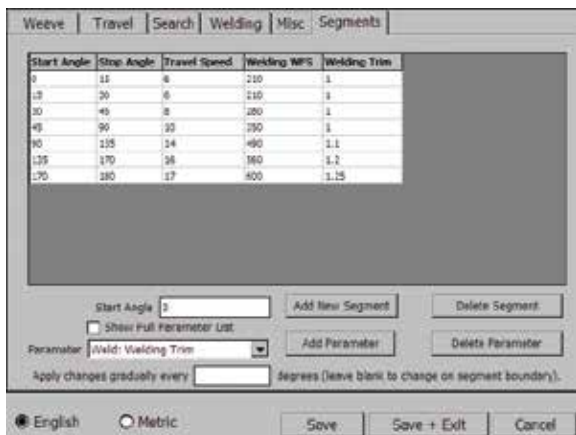 Weave Travel Search Welding Misc Segments
Start Angle Stop Angle Travel Speed Welding WFS Welding Trim
0 15 6 210 1
15 30 6 210 1
30 45 8 280 1
45 90 10 350 1
90 135 14 490 1.1
135 170 16 560 1.2
170 180 17 600 1.25
Start Angle Add New Segment Delete Segment
Show Full Parameter List
Parameter Weld: Welding Trim Add Parameter Delete Parameter
Apply changes gradually every degrees (leave blank to change on segment boundary).
English Metric Save Save + Exit Cancel